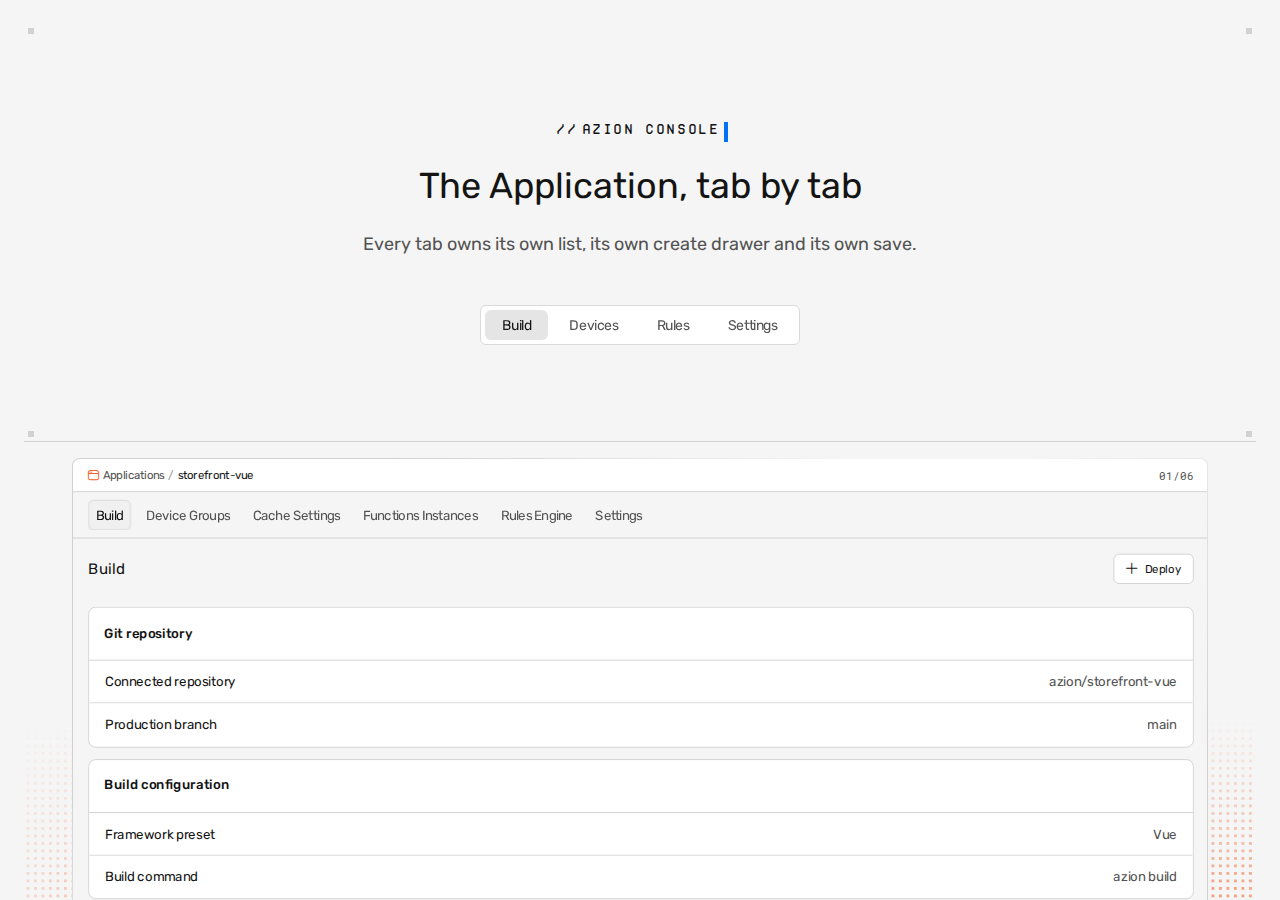 // AZION CONSOLE
The Application, tab by tab
Every tab owns its own list, its own create drawer and its own save.
Build Devices Rules Settings
Applications / storefront-vue 01/06
Build Device Groups Cache Settings Functions Instances Rules Engine Settings
Build Deploy
Git repository
Connected repository azion/storefront-vue
Production branch main
Build configuration
Framework preset Vue
Build command azion build